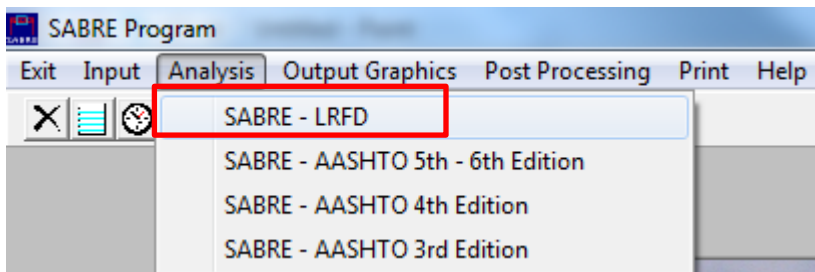 SABRE Program
Exit Input Analysis Output Graphics Post Processing Print Help
SABRE - LRFD
SABRE - AASHTO 5th - 6th Edition
SABRE - AASHTO 4th Edition
SABRE - AASHTO 3rd Edition